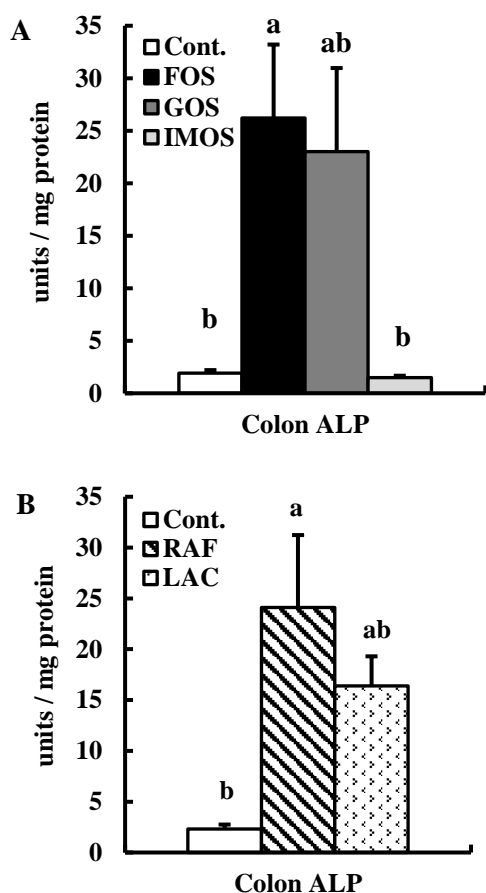 A
Cont.
FOS
GOS
IMOS
a
ab
b
b
35
30
25
20
15
10
5
0
units / mg protein
Colon ALP
B
Cont.
RAF
LAC
a
ab
b
35
30
25
20
15
10
5
0
units / mg protein
Colon ALP